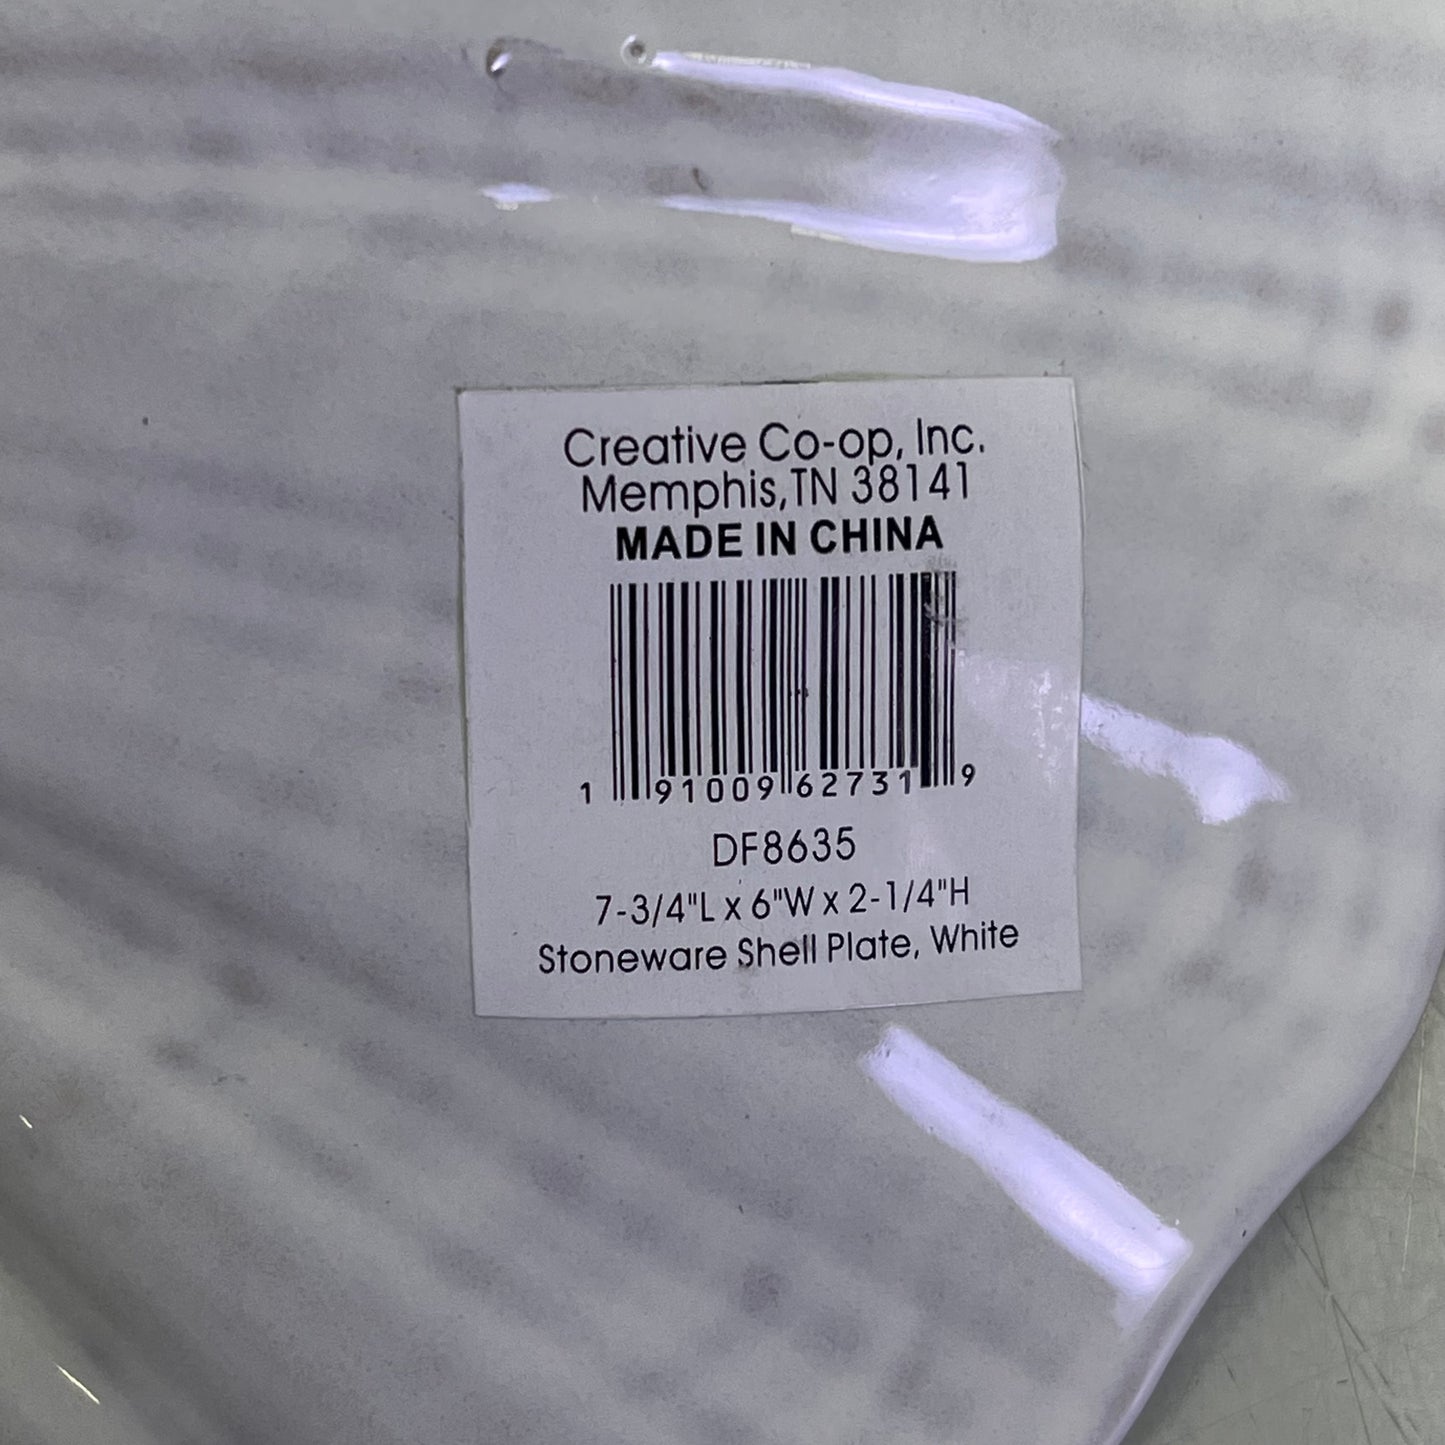 Creative Co-op, Inc.
Memphis,TN 38141
MADE IN CHINA
1 91009 62731 9
DF8635
7-3/4"L x 6"W x 2-1/4"H
Stoneware Shell Plate, White